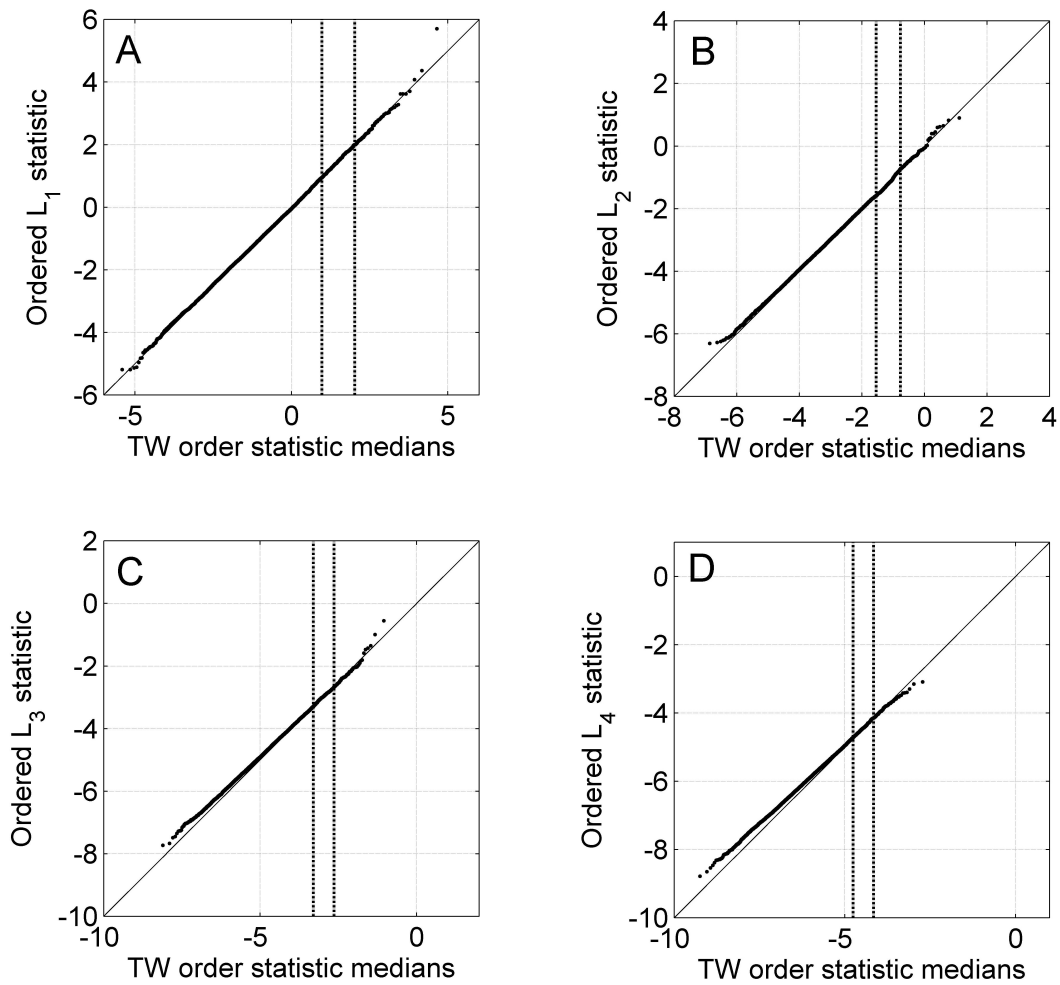 A
6
4
2
0
-2
-4
-6
-5 0 5
Ordered L1 statistic
TW order statistic medians
B
4
2
0
-2
-4
-6
-8
-8 -6 -4 -2 0 2 4
Ordered L2 statistic
TW order statistic medians
C
2
0
-2
-4
-6
-8
-10
-10 -5 0
Ordered L3 statistic
TW order statistic medians
D
0
-2
-4
-6
-8
-10
-10 -5 0
Ordered L4 statistic
TW order statistic medians